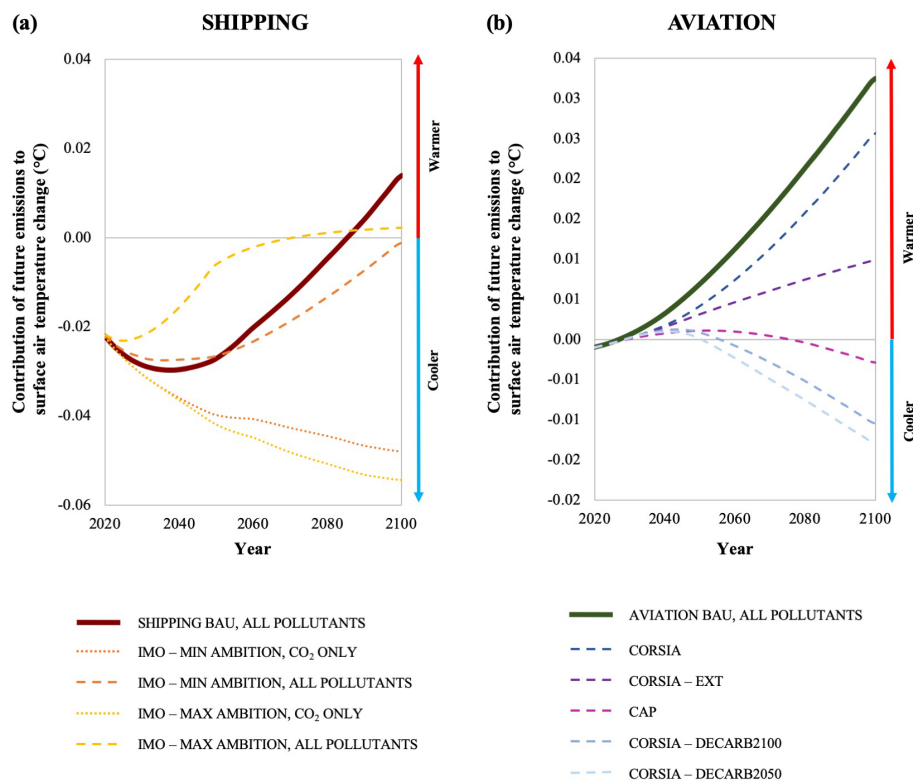 (a)
SHIPPING
Contribution of future emissions to
surface air temperature change (°C)
0.04
0.02
0.00
-0.02
-0.04
-0.06
2020
2040
2060
2080
2100
Year
Warmer
Cooler
SHIPPING BAU, ALL POLLUTANTS
IMO – MIN AMBITION, CO₂ ONLY
IMO – MIN AMBITION, ALL POLLUTANTS
IMO – MAX AMBITION, CO₂ ONLY
IMO – MAX AMBITION, ALL POLLUTANTS
(b)
AVIATION
Contribution of future emissions to
surface air temperature change (°C)
0.04
0.03
0.03
0.02
0.02
0.01
0.01
0.00
-0.01
-0.01
-0.02
-0.02
2020
2040
2060
2080
2100
Year
Warmer
Cooler
AVIATION BAU, ALL POLLUTANTS
CORSIA
CORSIA – EXT
CAP
CORSIA – DECARB2100
CORSIA – DECARB2050